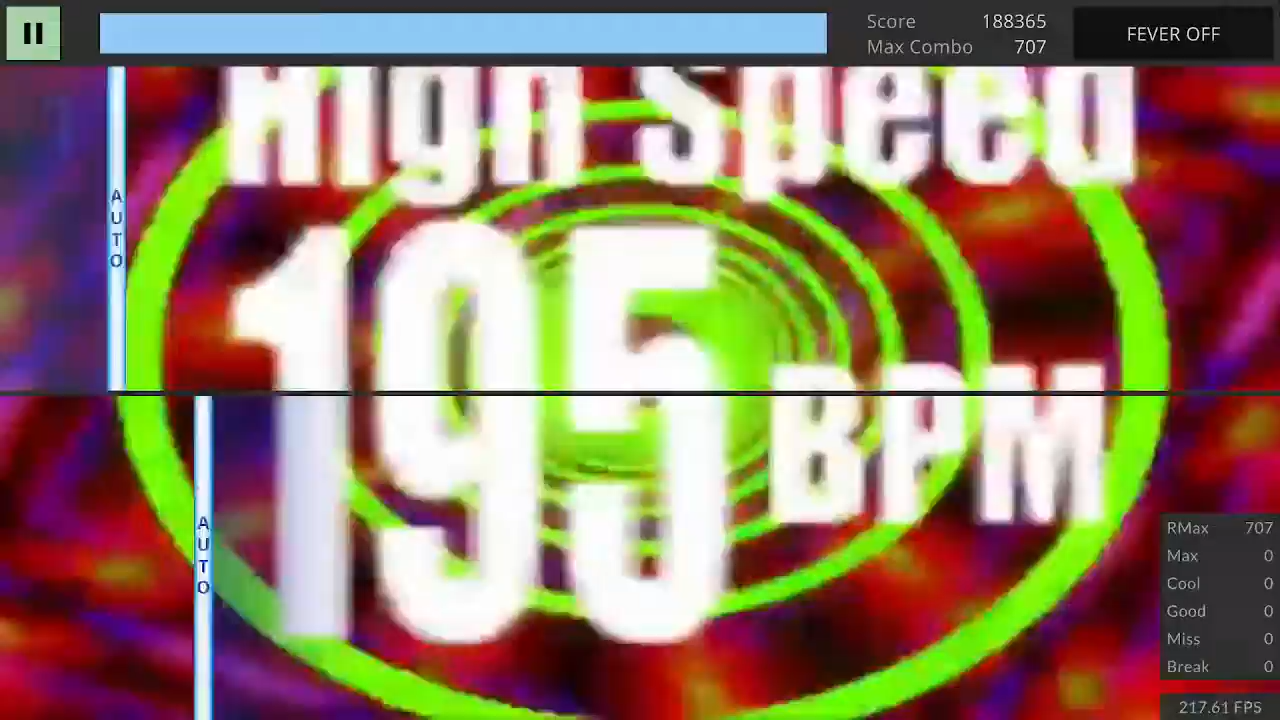 Score 188365
Max Combo 707
FEVER OFF
High Speed
195 BPM
AUTO
AUTO
RMax 707
Max 0
Cool 0
Good 0
Miss 0
Break 0
217.61 FPS